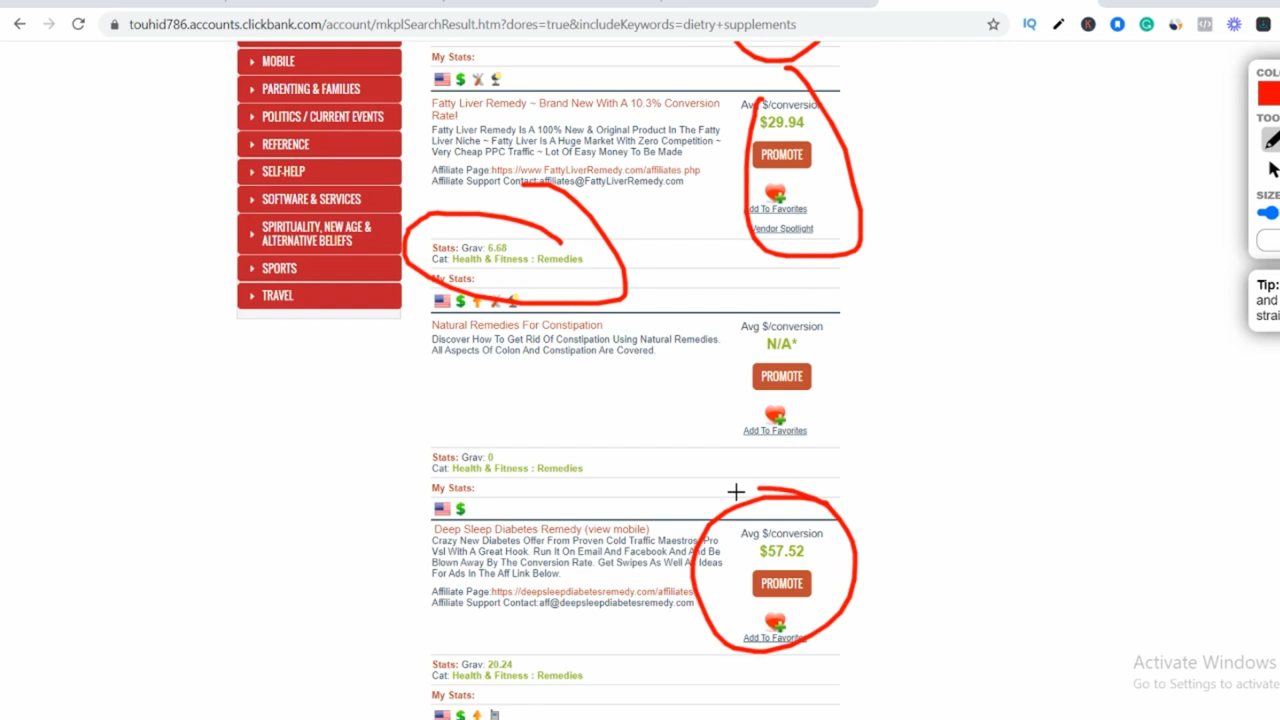 touhid786.accounts.clickbank.com/account/mkplSearchResult.htm?dores=true&includeKeywords=dietry+supplements
IQ
MOBILE
PARENTING & FAMILIES
POLITICS / CURRENT EVENTS
REFERENCE
SELF-HELP
SOFTWARE & SERVICES
SPIRITUALITY, NEW AGE &
ALTERNATIVE BELIEFS
SPORTS
TRAVEL
My Stats:
Fatty Liver Remedy ~ Brand New With A 10.3% Conversion
Rate!
Fatty Liver Remedy Is A 100% New & Original Product In The Fatty
Liver Niche ~ Fatty Liver Is A Huge Market With Zero Competition ~
Very Cheap PPC Traffic ~ Lot Of Easy Money To Be Made
Affiliate Page:https://www.FattyLiverRemedy.com/affiliates.php
Affiliate Support Contact:affiliates@FattyLiverRemedy.com
Avg $/conversion
$29.94
PROMOTE
Add To Favorites
Vendor Spotlight
Stats: Grav: 6.68
Cat: Health & Fitness : Remedies
My Stats:
Natural Remedies For Constipation
Discover How To Get Rid Of Constipation Using Natural Remedies.
All Aspects Of Colon And Constipation Are Covered.
Avg $/conversion
N/A*
PROMOTE
Add To Favorites
Stats: Grav: 0
Cat: Health & Fitness : Remedies
My Stats:
Deep Sleep Diabetes Remedy (view mobile)
Crazy New Diabetes Offer From Proven Cold Traffic Maestros. Pro
Vsl With A Great Hook. Run It On Email And Facebook And And Be
Blown Away By The Conversion Rate. Get Swipes As Well As Ideas
For Ads In The Aff Link Below.
Affiliate Page:https://deepsleepdiabetesremedy.com/affiliates
Affiliate Support Contact:aff@deepsleepdiabetesremedy.com
Avg $/conversion
$57.52
PROMOTE
Add To Favorites
Stats: Grav: 20.24
Cat: Health & Fitness : Remedies
My Stats:
COL
TOO
SIZE
Tip:
and
strai
Activate Windows
Go to Settings to activate